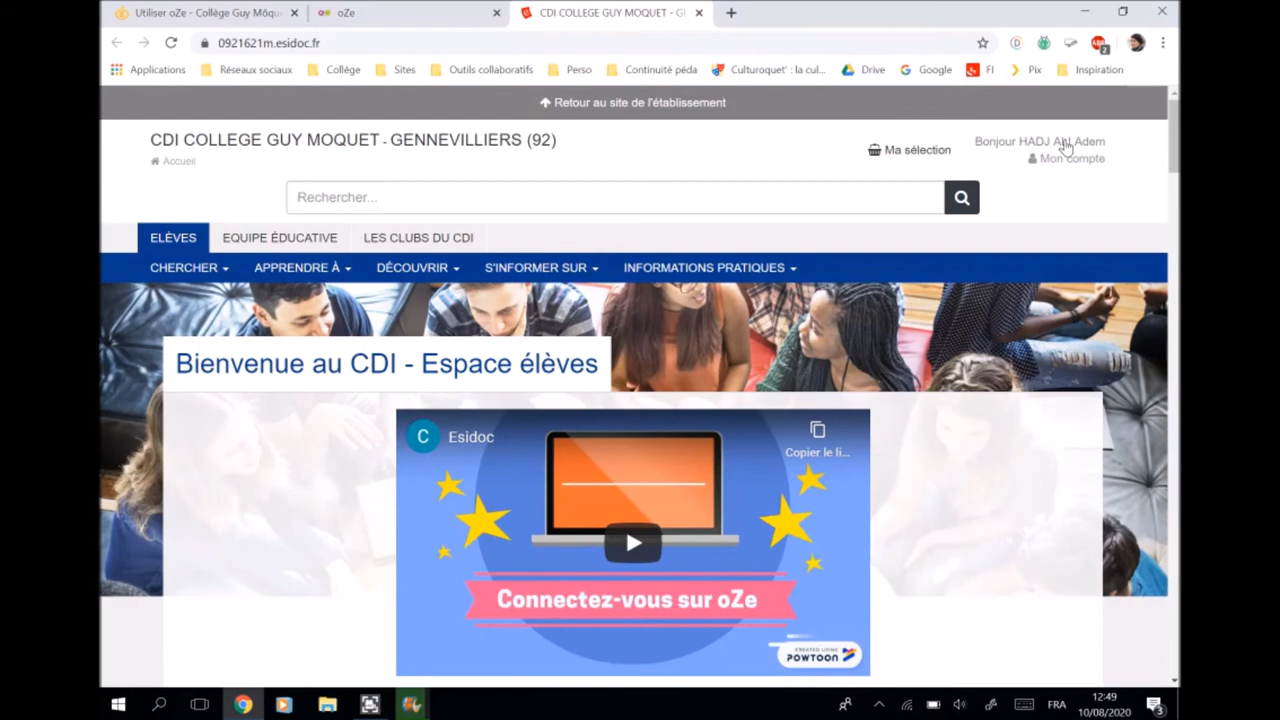 Utiliser oZe - Collège Guy Môqu
oZe
CDI COLLEGE GUY MOQUET - G
0921621m.esidoc.fr
2
Applications
Réseaux sociaux
Collège
Sites
Outils collaboratifs
Perso
Continuité péda
Culturoquet' : la cul...
Drive
Google
FI
Pix
Inspiration
Retour au site de l'établissement
CDI COLLEGE GUY MOQUET - GENNEVILLIERS (92)
Accueil
Ma sélection
Bonjour HADJ Adem
Mon compte
Rechercher...
ELÈVES EQUIPE ÉDUCATIVE LES CLUBS DU CDI
CHERCHER APPRENDRE À DÉCOUVRIR S'INFORMER SUR INFORMATIONS PRATIQUES
Bienvenue au CDI - Espace élèves
C Esidoc
Copier le li...
Connectez-vous sur oZe
CREATED USING
POWTOON
FRA
12:49
10/08/2020
3